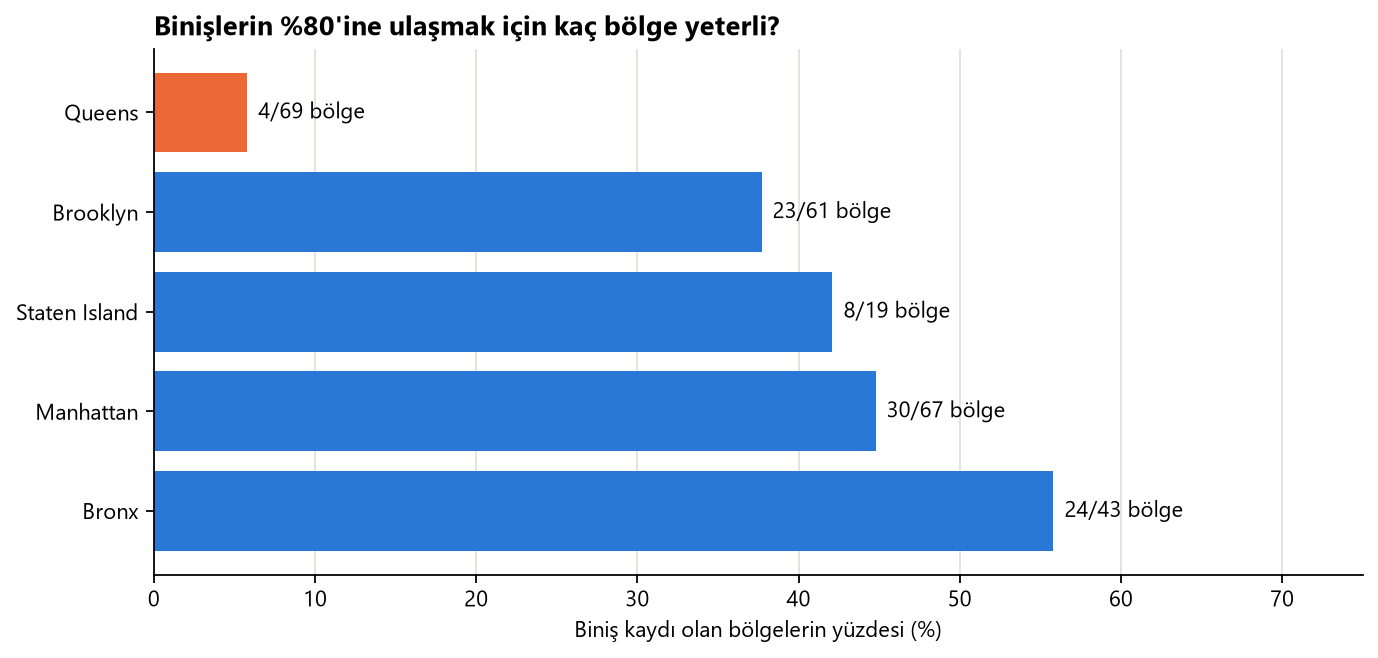 Binişlerin %80'ine ulaşmak için kaç bölge yeterli?
Queens
4/69 bölge
Brooklyn
23/61 bölge
Staten Island
8/19 bölge
Manhattan
30/67 bölge
Bronx
24/43 bölge
0 10 20 30 40 50 60 70
Biniş kaydı olan bölgelerin yüzdesi (%)